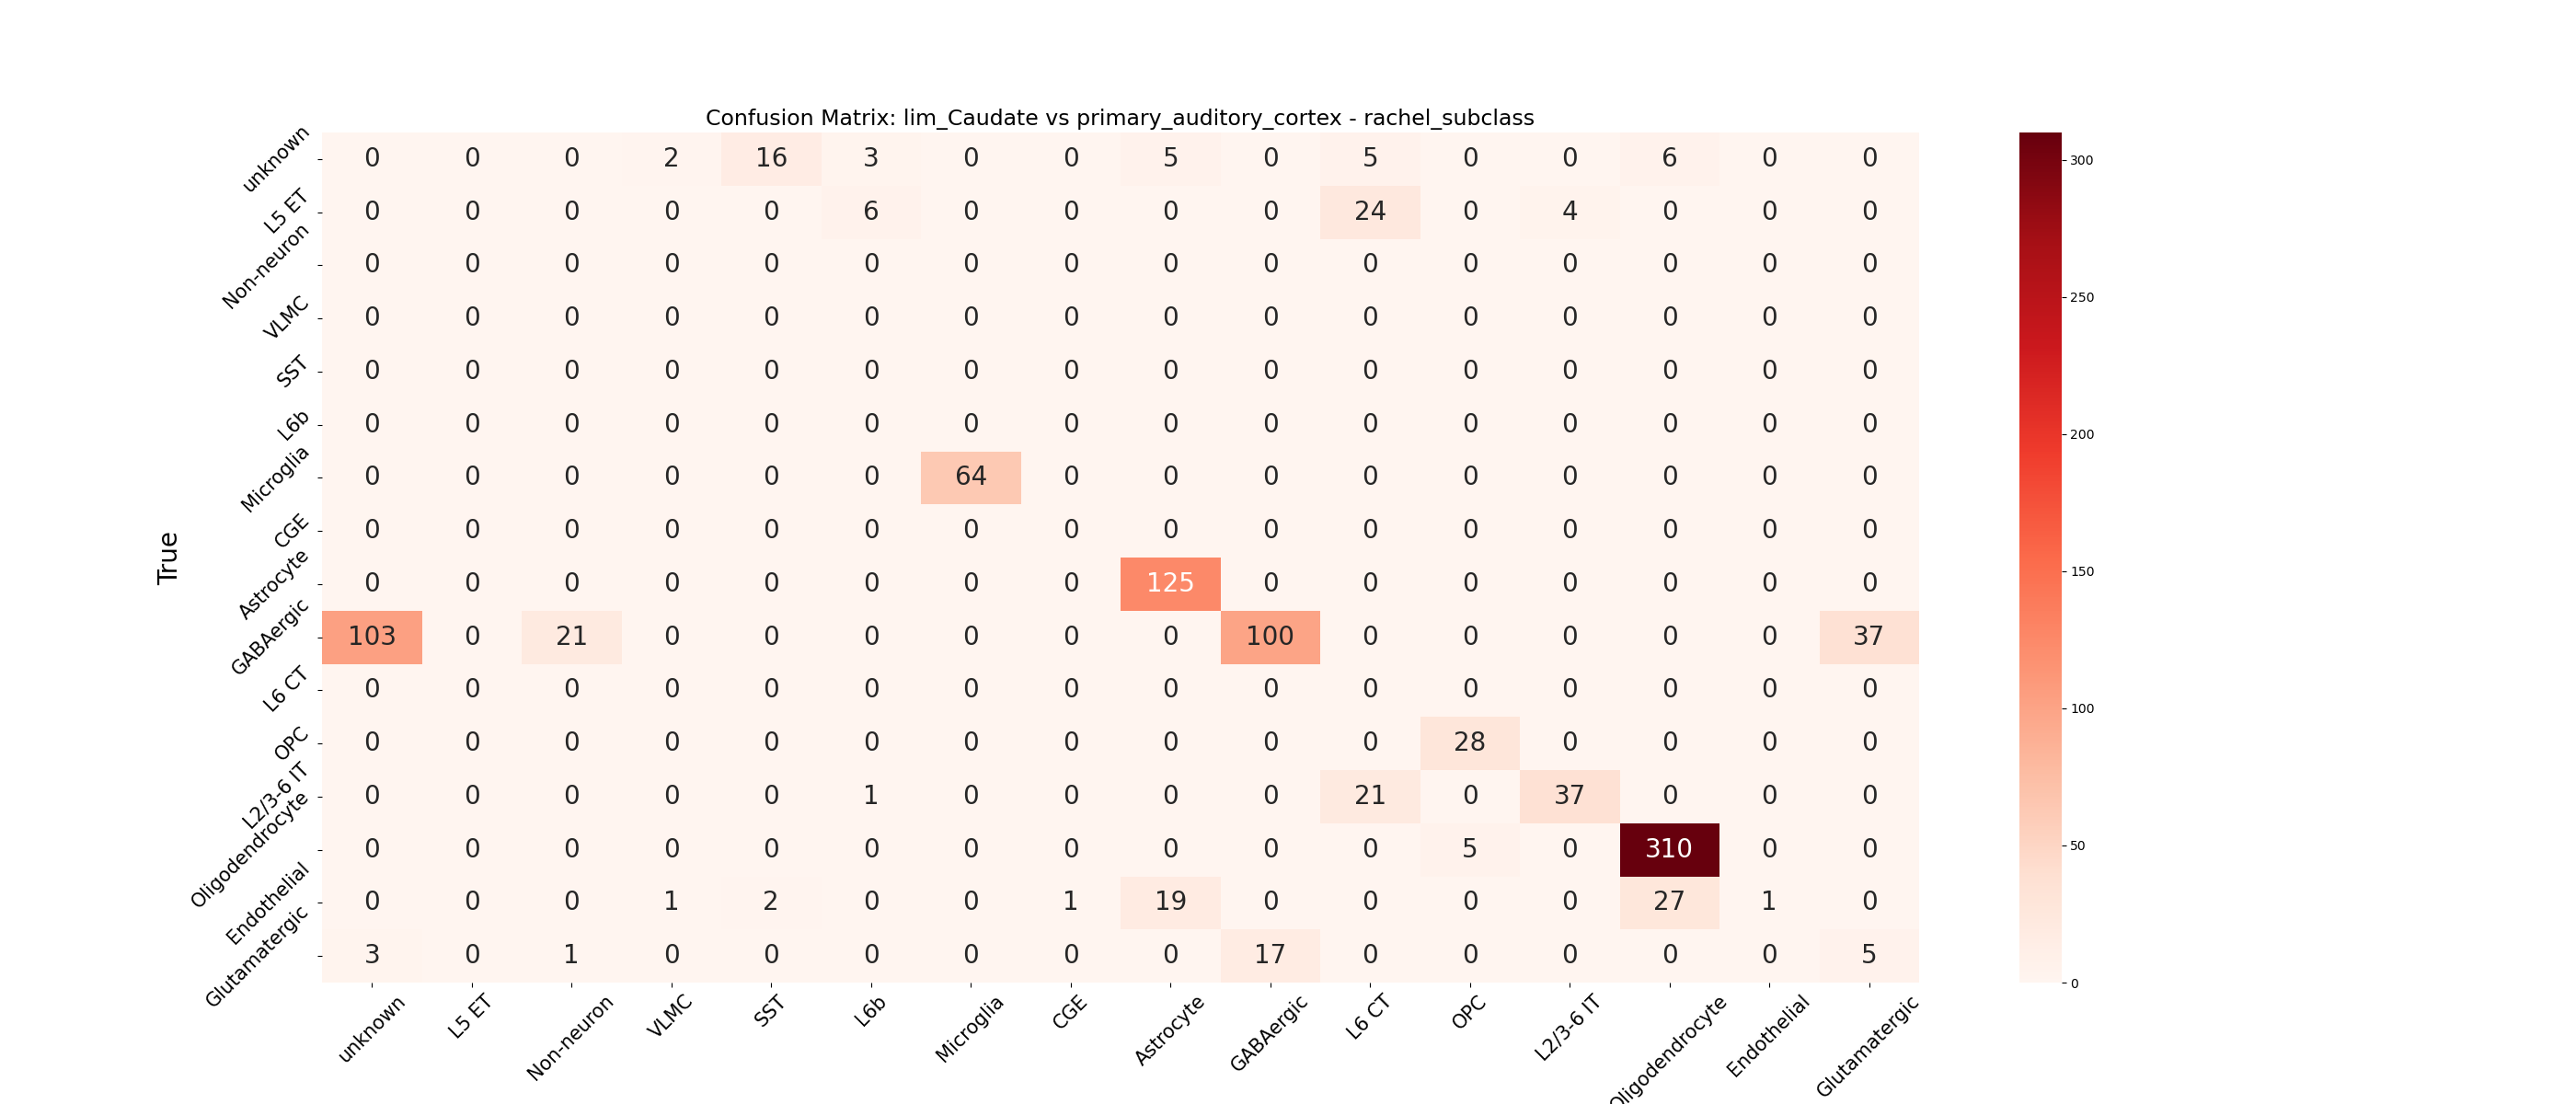 Confusion Matrix: lim_Caudate vs primary_auditory_cortex - rachel_subclass
unknown 0 0 0 2 16 3 0 0 5 0 5 0 0 6 0 0
L5 ET 0 0 0 0 0 6 0 0 0 0 24 0 4 0 0 0
Non-neuron 0 0 0 0 0 0 0 0 0 0 0 0 0 0 0 0
VLMC 0 0 0 0 0 0 0 0 0 0 0 0 0 0 0 0
SST 0 0 0 0 0 0 0 0 0 0 0 0 0 0 0 0
L6b 0 0 0 0 0 0 0 0 0 0 0 0 0 0 0 0
Microglia 0 0 0 0 0 0 64 0 0 0 0 0 0 0 0 0
CGE 0 0 0 0 0 0 0 0 0 0 0 0 0 0 0 0
Astrocyte 0 0 0 0 0 0 0 0 125 0 0 0 0 0 0 0
GABAergic 103 0 21 0 0 0 0 0 0 100 0 0 0 0 0 37
L6 CT 0 0 0 0 0 0 0 0 0 0 0 0 0 0 0 0
OPC 0 0 0 0 0 0 0 0 0 0 0 28 0 0 0 0
L2/3-6 IT 0 0 0 0 0 1 0 0 0 0 21 0 37 0 0 0
Oligodendrocyte 0 0 0 0 0 0 0 0 0 0 0 5 0 310 0 0
Endothelial 0 0 0 1 2 0 0 1 19 0 0 0 0 27 1 0
Glutamatergic 3 0 1 0 0 0 0 0 0 17 0 0 0 0 0 5
True
unknown L5 ET Non-neuron VLMC SST L6b Microglia CGE Astrocyte GABAergic L6 CT OPC L2/3-6 IT Oligodendrocyte Endothelial Glutamatergic
300
250
200
150
100
50
0